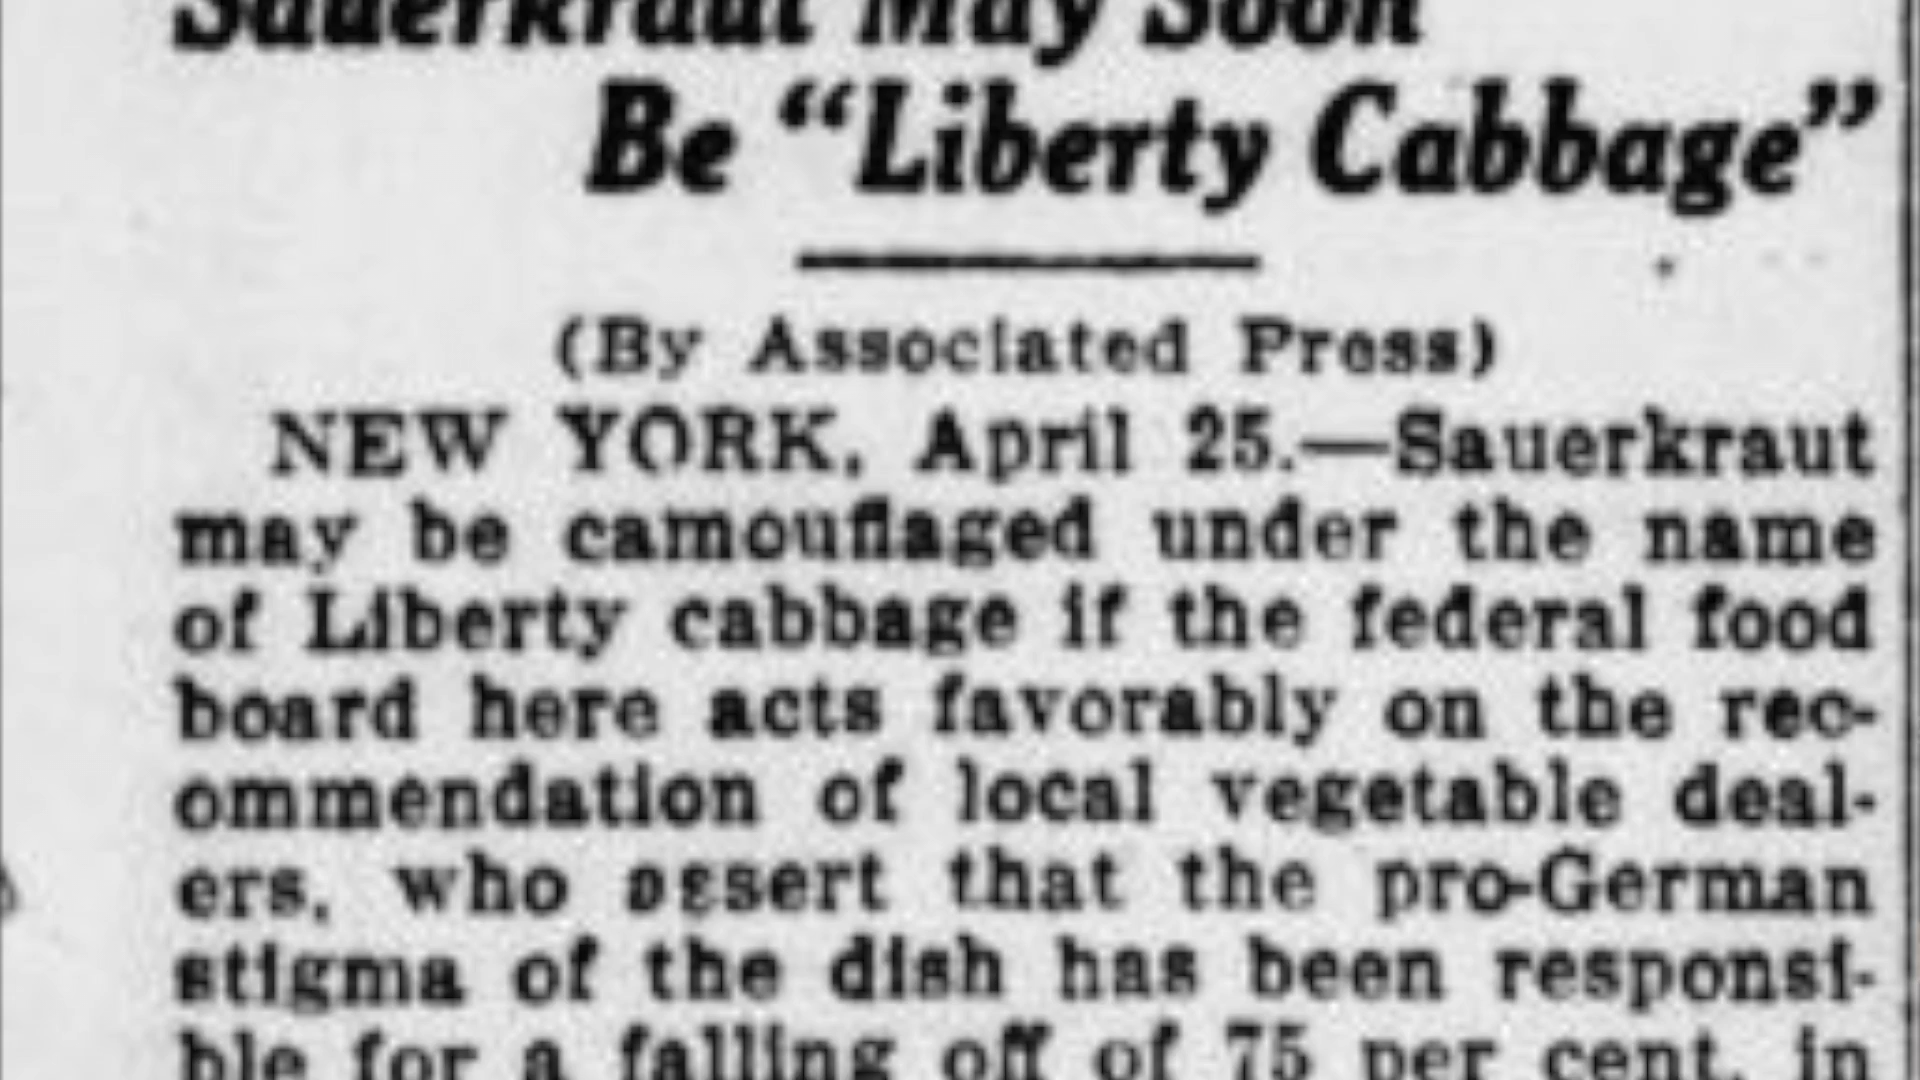 Sauerkraut May Soon
Be “Liberty Cabbage”
(By Associated Press)
NEW YORK, April 25.—Sauerkraut
may be camouflaged under the name
of Liberty cabbage if the federal food
board here acts favorably on the rec-
ommendation of local vegetable deal-
ers, who assert that the pro-German
stigma of the dish has been responsi-
ble for a falling off of 75 per cent. in